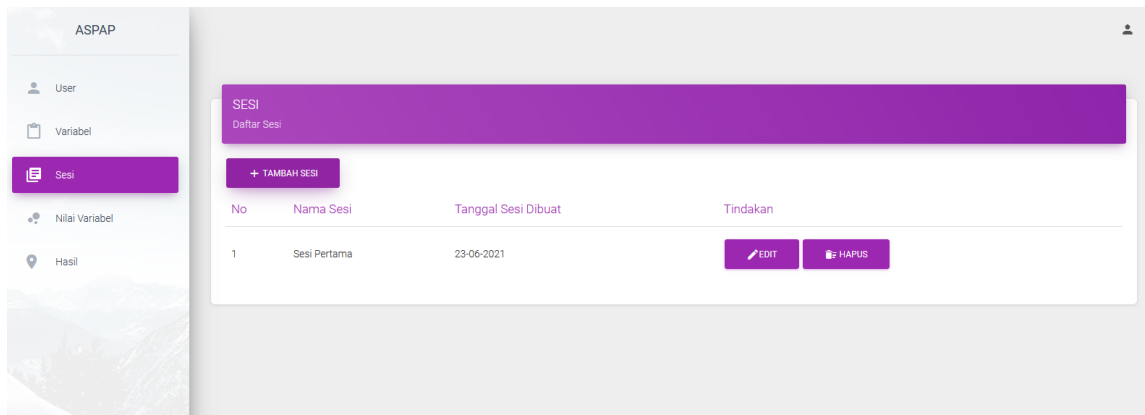 ASPAP
User
Variabel
Sesi
Nilai Variabel
Hasil
SESI
Daftar Sesi
+ TAMBAH SESI
No Nama Sesi Tanggal Sesi Dibuat Tindakan
1 Sesi Pertama 23-06-2021 EDIT HAPUS